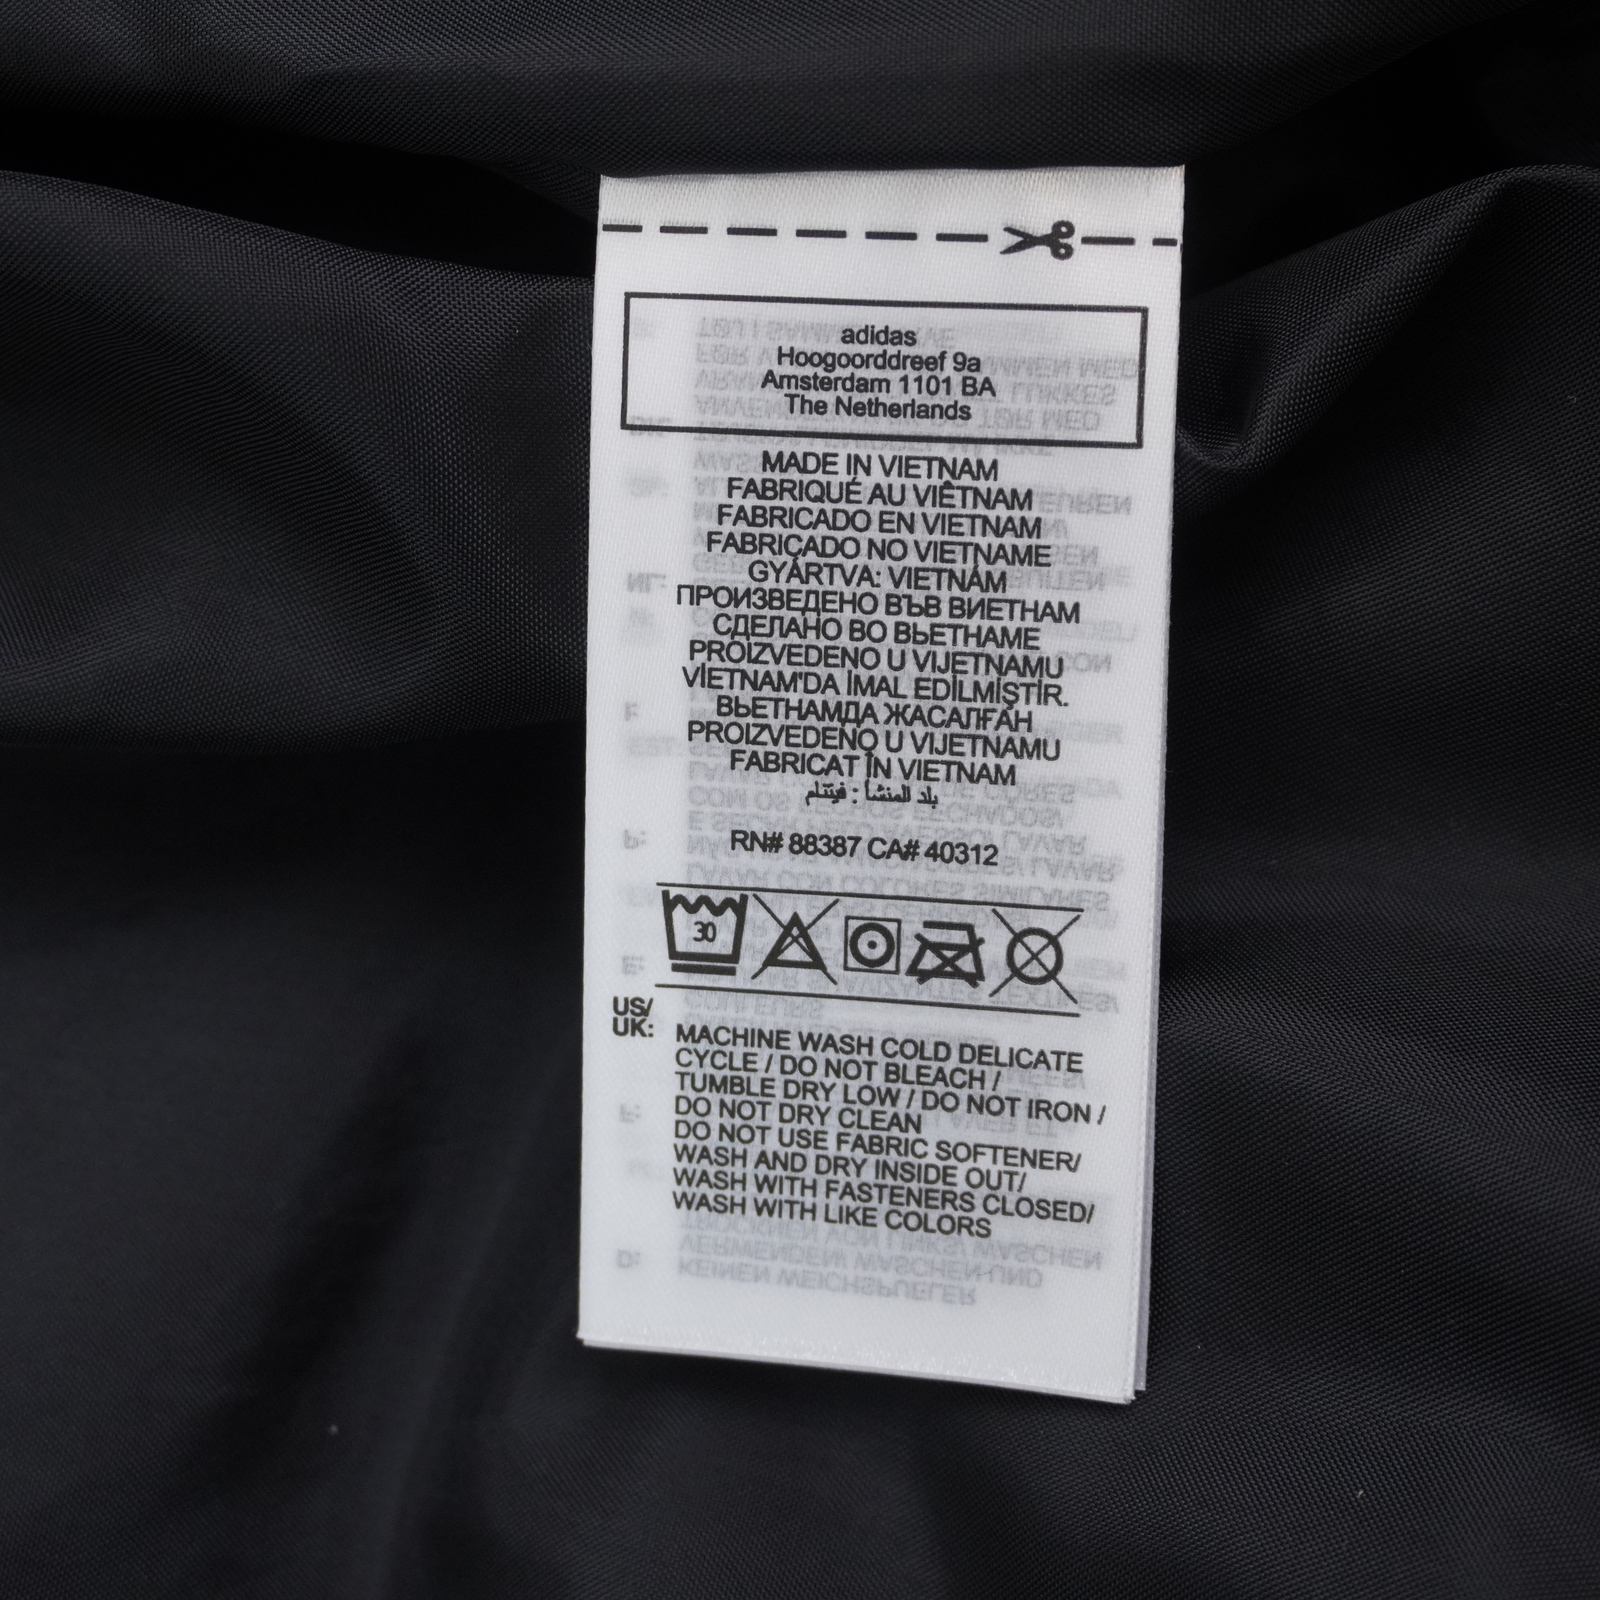 adidas
Hoogoorddreef 9a
Amsterdam 1101 BA
The Netherlands
MADE IN VIETNAM
FABRIQUÉ AU VIÊTNAM
FABRICADO EN VIETNAM
FABRICADO NO VIETNAME
GYÁRTVA: VIETNÁM
ПРОИЗВЕДЕНО ВЪВ ВИЕТНАМ
СДЕЛАНО ВО ВЬЕТНАМЕ
PROIZVEDENO U VIJETNAMU
VİETNAM'DA İMAL EDİLMİŞTİR.
ВЬЕТНАМДА ЖАСАЛҒАН
PROIZVEDENO U VIJETNAMU
FABRICAT ÎN VIETNAM
بلد المنشأ : فيتنام
RN# 88387 CA# 40312
30
US/
UK: MACHINE WASH COLD DELICATE
CYCLE / DO NOT BLEACH /
TUMBLE DRY LOW / DO NOT IRON /
DO NOT DRY CLEAN
DO NOT USE FABRIC SOFTENER/
WASH AND DRY INSIDE OUT/
WASH WITH FASTENERS CLOSED/
WASH WITH LIKE COLORS